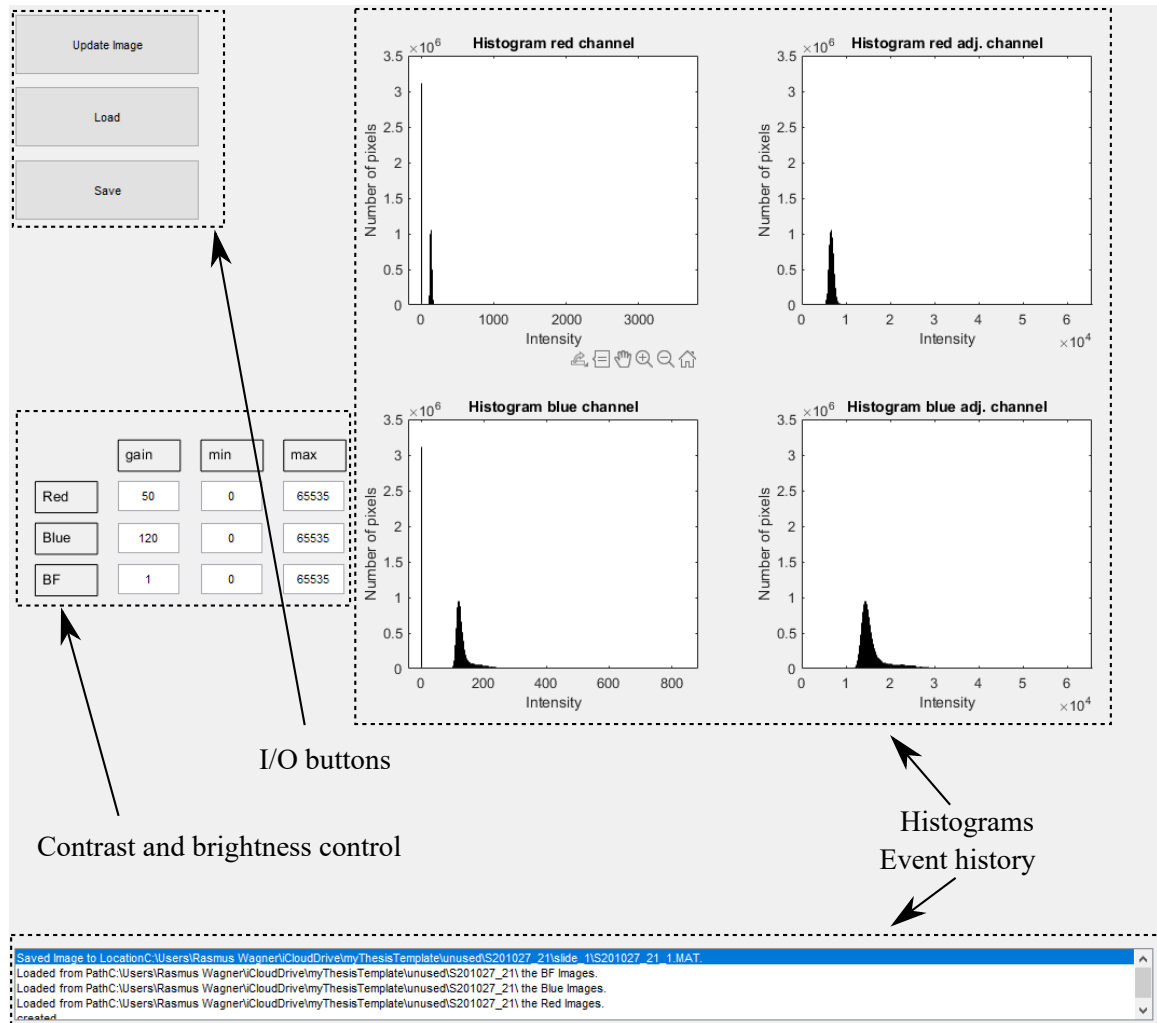 Update Image
Load
Save
Histogram red channel
×10^6
3.5
3
2.5
2
1.5
1
0.5
0
Number of pixels
0 1000 2000 3000
Intensity
Histogram red adj. channel
×10^6
3.5
3
2.5
2
1.5
1
0.5
0
Number of pixels
0 1 2 3 4 5 6
Intensity
×10^4
gain min max
Red 50 0 65535
Blue 120 0 65535
BF 1 0 65535
Histogram blue channel
×10^6
3.5
3
2.5
2
1.5
1
0.5
0
Number of pixels
0 200 400 600 800
Intensity
Histogram blue adj. channel
×10^6
3.5
3
2.5
2
1.5
1
0.5
0
Number of pixels
0 1 2 3 4 5 6
Intensity
×10^4
I/O buttons
Contrast and brightness control
Histograms
Event history
Saved Image to LocationC:\Users\Rasmus Wagner\iCloudDrive\myThesisTemplate\unused\S201027_21\slide_1\S201027_21_1.MAT.
Loaded from PathC:\Users\Rasmus Wagner\iCloudDrive\myThesisTemplate\unused\S201027_21\ the BF Images.
Loaded from PathC:\Users\Rasmus Wagner\iCloudDrive\myThesisTemplate\unused\S201027_21\ the Blue Images.
Loaded from PathC:\Users\Rasmus Wagner\iCloudDrive\myThesisTemplate\unused\S201027_21\ the Red Images.
created